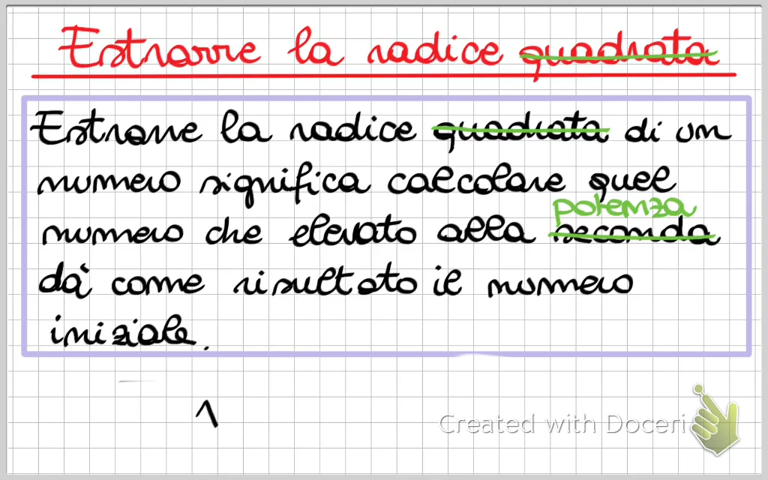 Estrarre la radice quadrata
Estrarre la radice quadrata di un
numero significa calcolare quel
potenza
numero che elevato alla seconda
dà come risultato il numero
iniziale.
1
Created with Doceri